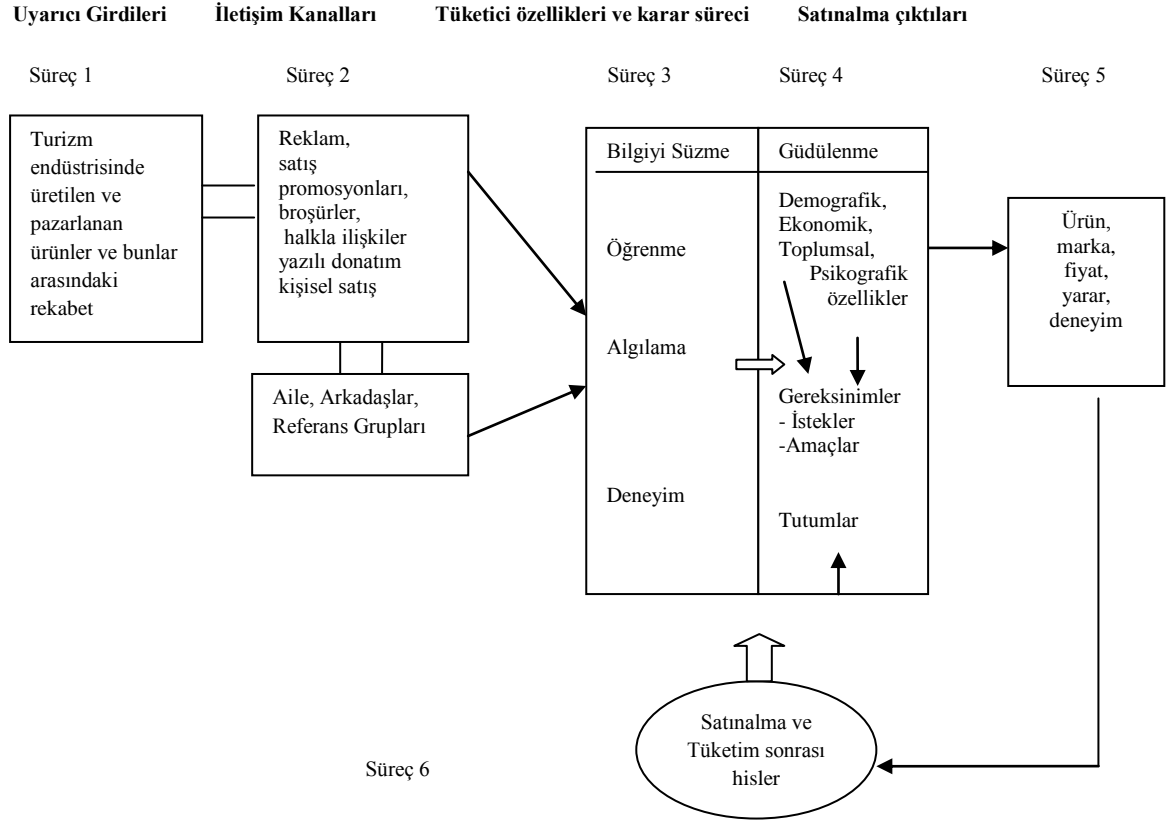 Uyarıcı Girdileri İletişim Kanalları Tüketici özellikleri ve karar süreci Satınalma çıktıları
Süreç 1 Süreç 2 Süreç 3 Süreç 4 Süreç 5
Turizm
endüstrisinde
üretilen ve
pazarlanan
ürünler ve bunlar
arasındaki
rekabet
Reklam,
satış
promosyonları,
broşürler,
halkla ilişkiler
yazılı donatım
kişisel satış
Aile, Arkadaşlar,
Referans Grupları
Bilgiyi Süzme
Öğrenme
Algılama
Deneyim
Güdülenme
Demografik,
Ekonomik,
Toplumsal,
Psikografik
özellikler
Gereksinimler
- İstekler
-Amaçlar
Tutumlar
Ürün,
marka,
fiyat,
yarar,
deneyim
Satınalma ve
Tüketim sonrası
hisler
Süreç 6